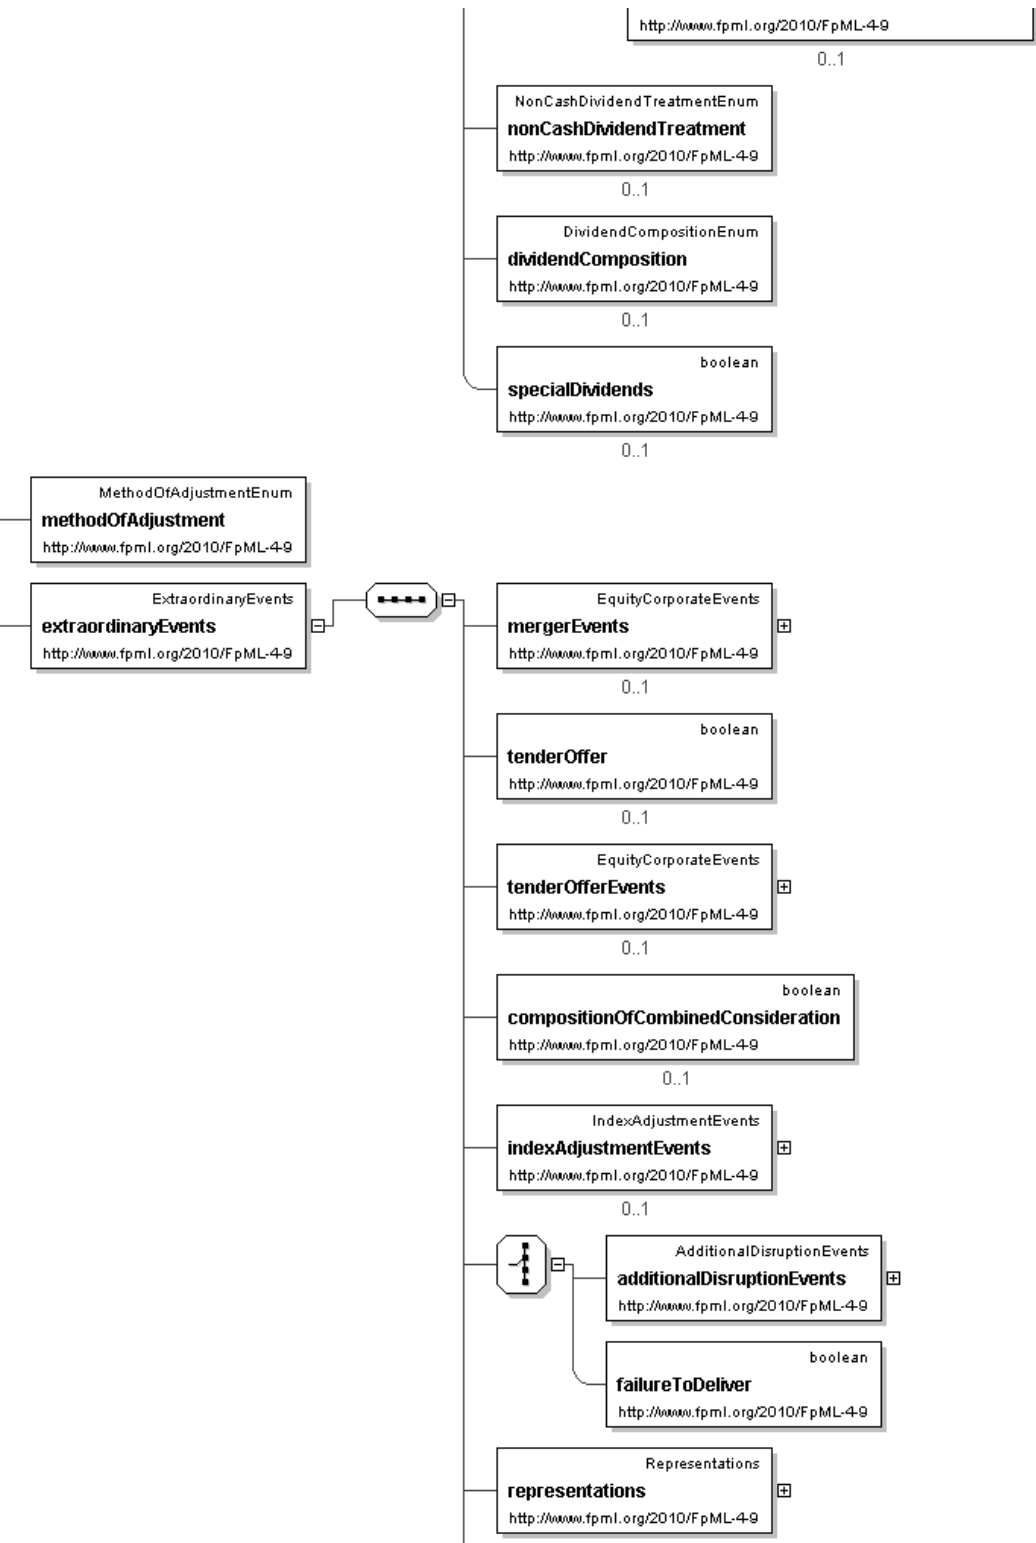 http://www.fpml.org/2010/FpML-4-9
0..1
NonCashDividendTreatmentEnum
nonCashDividendTreatment
http://www.fpml.org/2010/FpML-4-9
0..1
DividendCompositionEnum
dividendComposition
http://www.fpml.org/2010/FpML-4-9
0..1
boolean
specialDividends
http://www.fpml.org/2010/FpML-4-9
0..1
MethodOfAdjustmentEnum
methodOfAdjustment
http://www.fpml.org/2010/FpML-4-9
ExtraordinaryEvents
extraordinaryEvents
http://www.fpml.org/2010/FpML-4-9
EquityCorporateEvents
mergerEvents
http://www.fpml.org/2010/FpML-4-9
0..1
boolean
tenderOffer
http://www.fpml.org/2010/FpML-4-9
0..1
EquityCorporateEvents
tenderOfferEvents
http://www.fpml.org/2010/FpML-4-9
0..1
boolean
compositionOfCombinedConsideration
http://www.fpml.org/2010/FpML-4-9
0..1
IndexAdjustmentEvents
indexAdjustmentEvents
http://www.fpml.org/2010/FpML-4-9
0..1
AdditionalDisruptionEvents
additionalDisruptionEvents
http://www.fpml.org/2010/FpML-4-9
boolean
failureToDeliver
http://www.fpml.org/2010/FpML-4-9
Representations
representations
http://www.fpml.org/2010/FpML-4-9